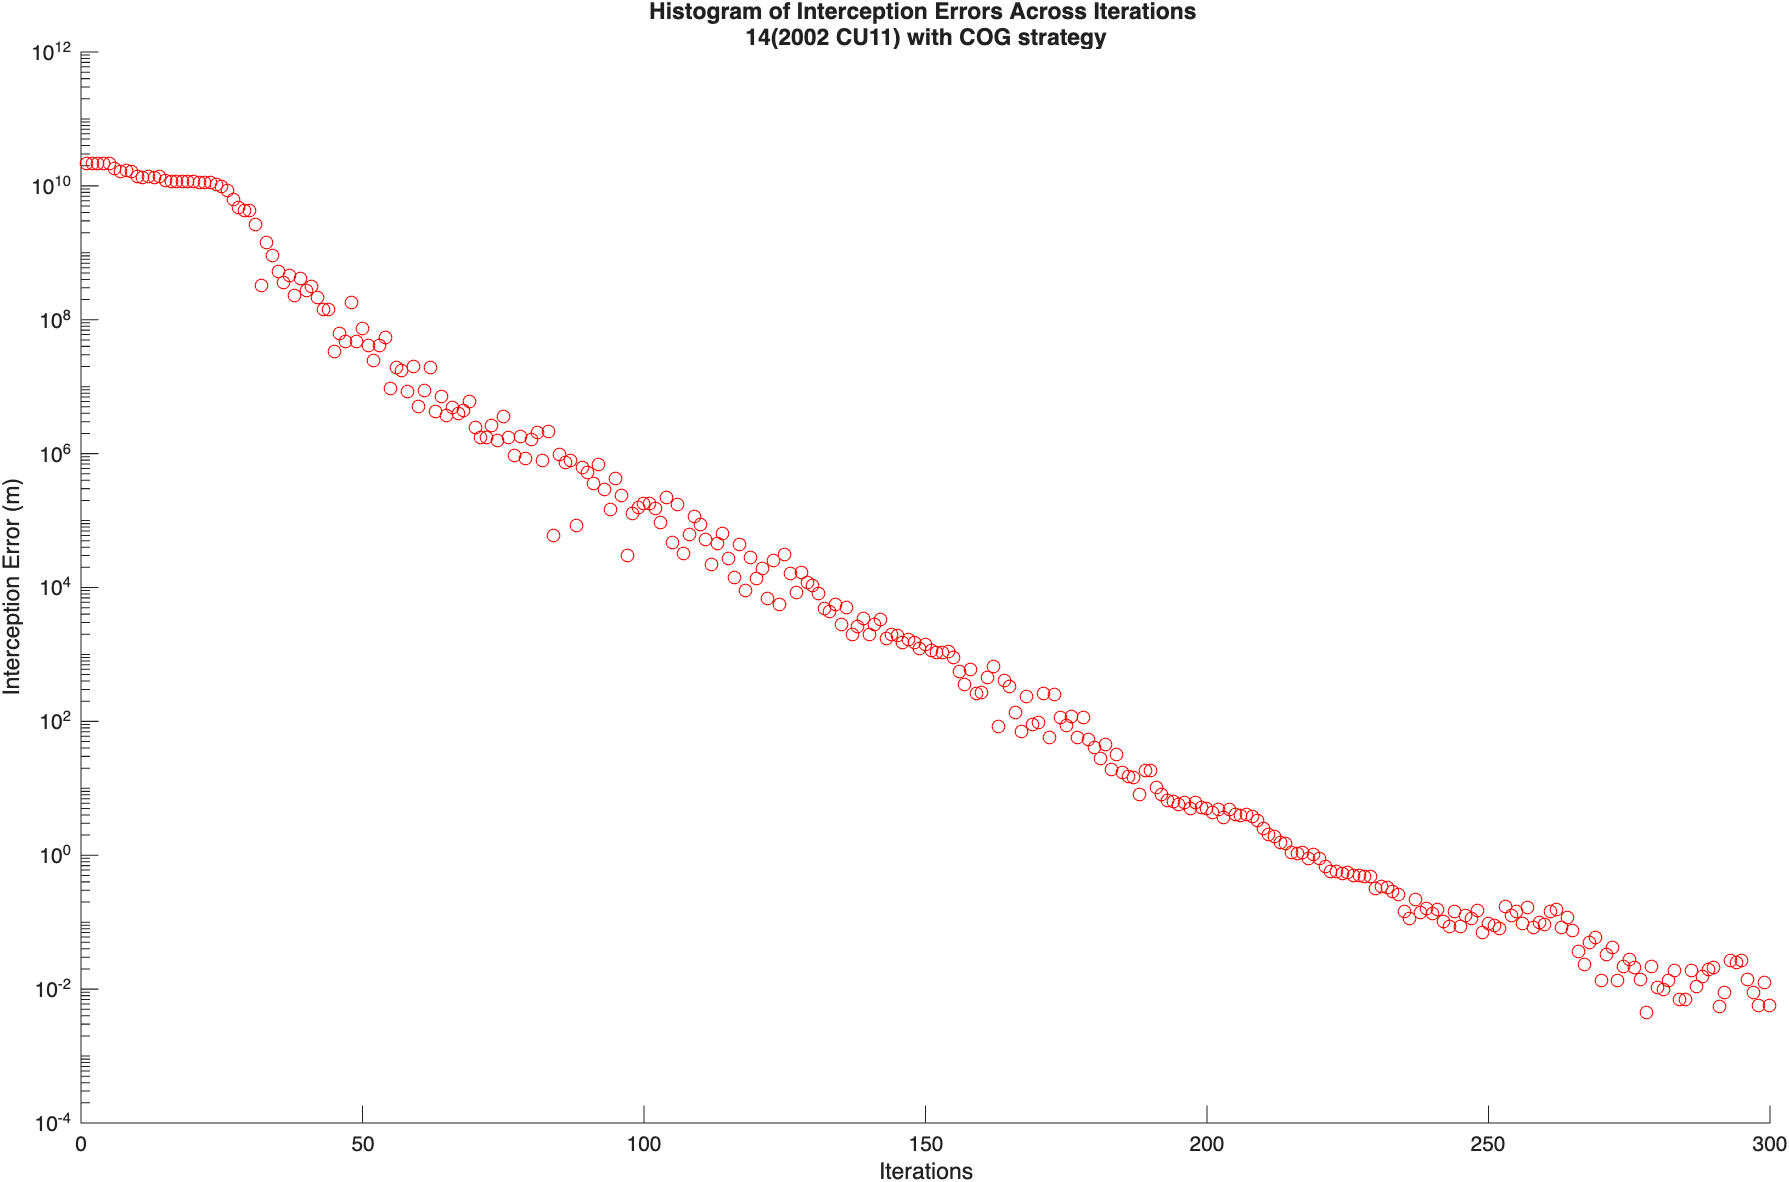 Histogram of Interception Errors Across Iterations
14(2002 CU11) with COG strategy
10^12
10^10
10^8
10^6
10^4
10^2
10^0
10^-2
10^-4
Interception Error (m)
0 50 100 150 200 250 300
Iterations